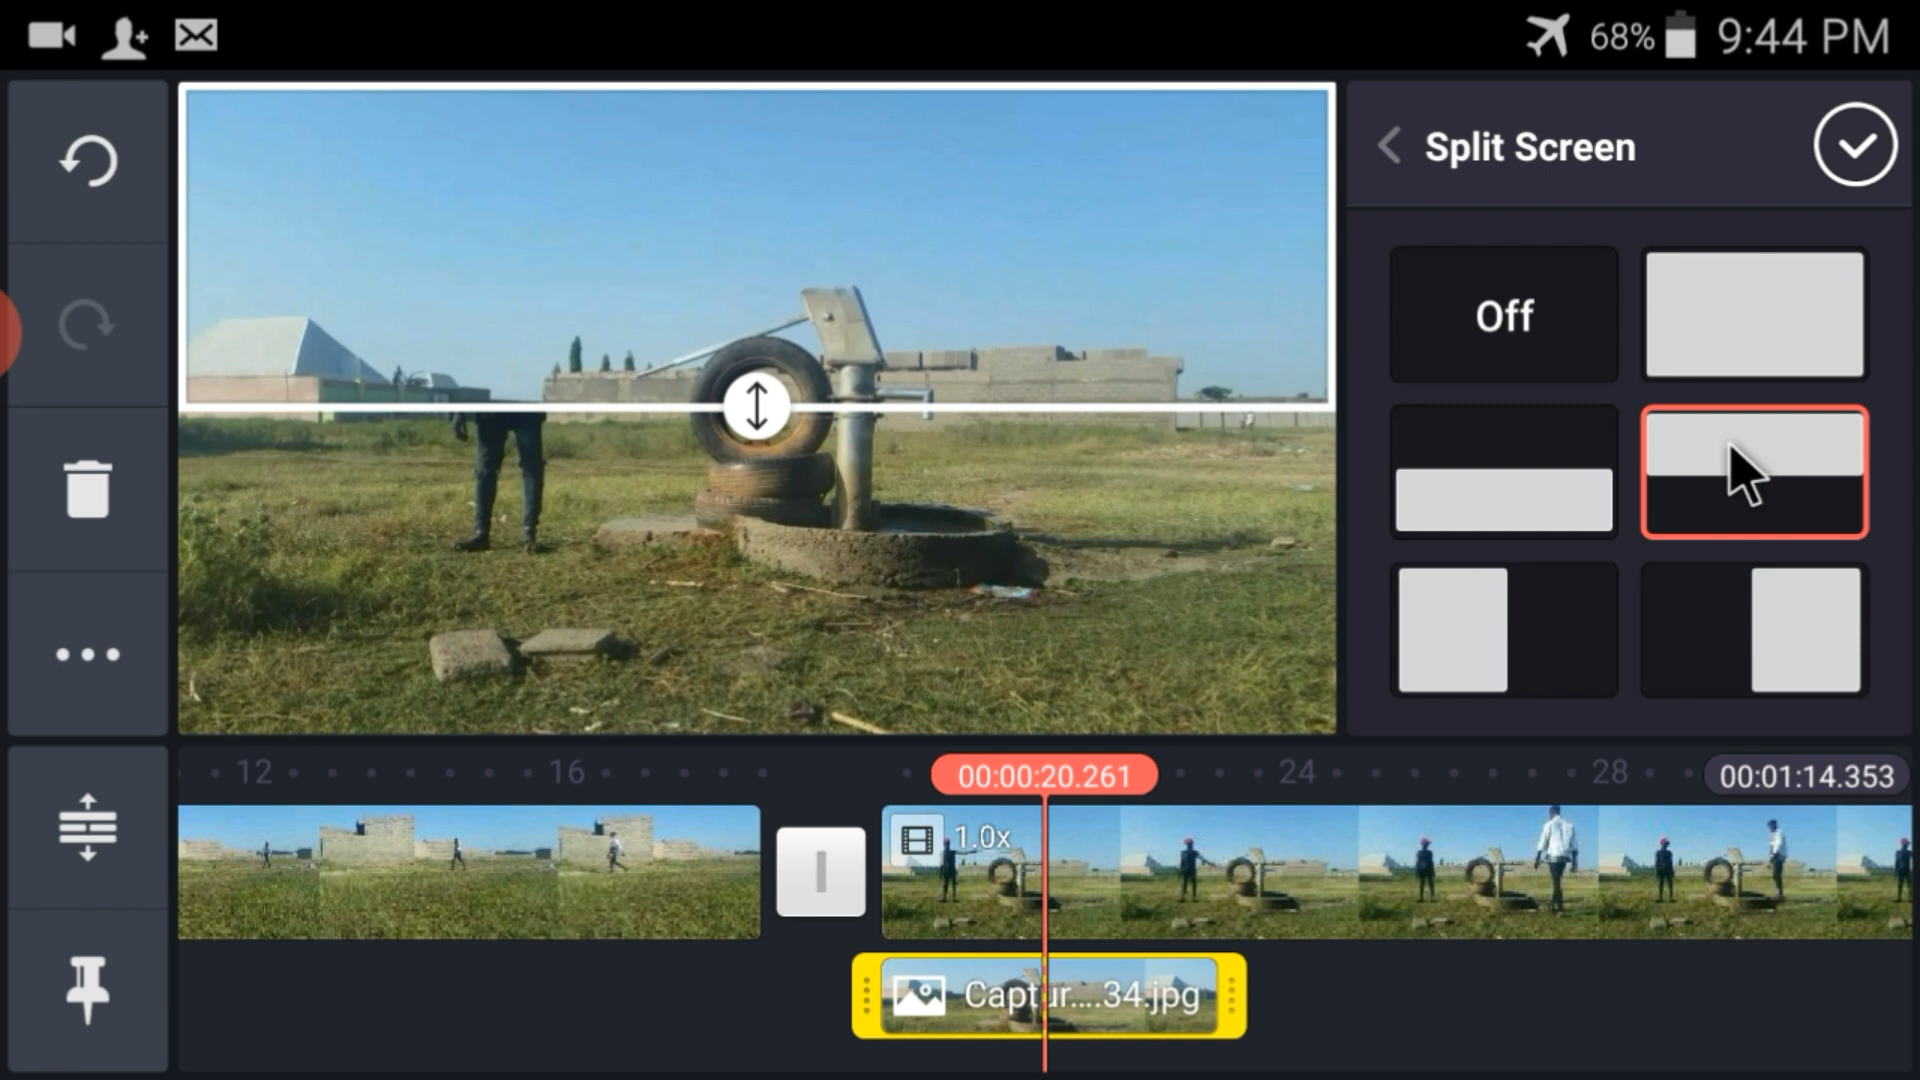 68% 9:44 PM
Split Screen
Off
12 16 00:00:20.261 24 28 00:01:14.353
1.0x
Captur....34.jpg